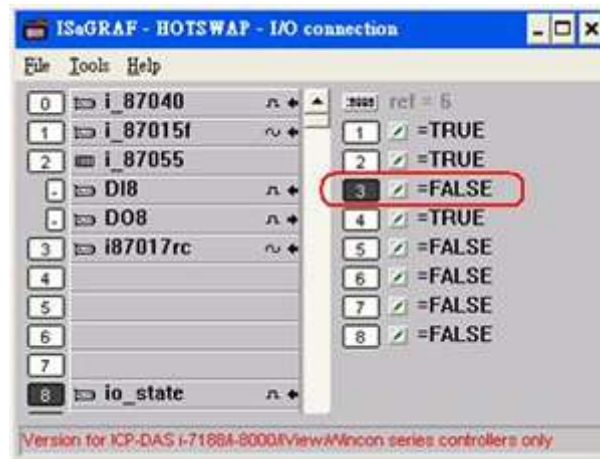 ISaGRAF - HOTSWAP - I/O connection
File Tools Help
0 i_87040
1 i_87015f
2 i_87055
. DI8
. DO8
3 i87017rc
4
5
6
7
8 io_state
ref = 6
1 =TRUE
2 =TRUE
3 =FALSE
4 =TRUE
5 =FALSE
6 =FALSE
7 =FALSE
8 =FALSE
Version for ICP-DAS i-7188/i-8000/iView/Wincon series controllers only